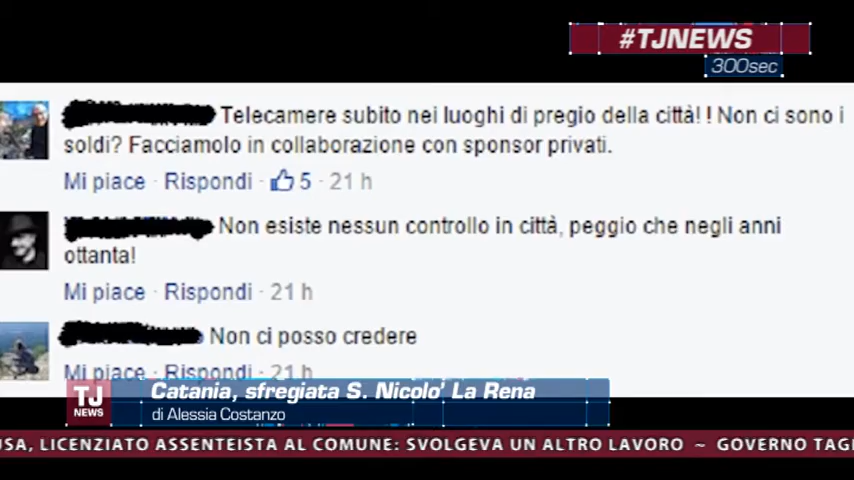 #TJNEWS
300sec
Telecamere subito nei luoghi di pregio della città! ! Non ci sono i
soldi? Facciamolo in collaborazione con sponsor privati.
Mi piace · Rispondi · 5 · 21 h
Non esiste nessun controllo in città, peggio che negli anni
ottanta!
Mi piace · Rispondi · 21 h
Non ci posso credere
Mi piace · Rispondi · 21 h
TJ
NEWS
Catania, sfregiata S. Nicolo' La Rena
di Alessia Costanzo
USA, LICENZIATO ASSENTEISTA AL COMUNE: SVOLGEVA UN ALTRO LAVORO ~ GOVERNO TAGL